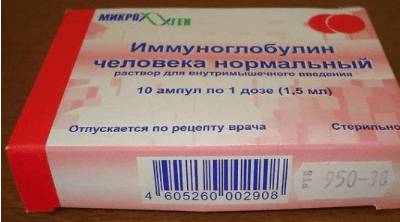 МИКРОГЕН
Иммуноглобулин
человека нормальный
раствор для внутримышечного введения
10 ампул по 1 дозе (1,5 мл)
Отпускается по рецепту врача
Стерильно
4 605260 002908
950-38